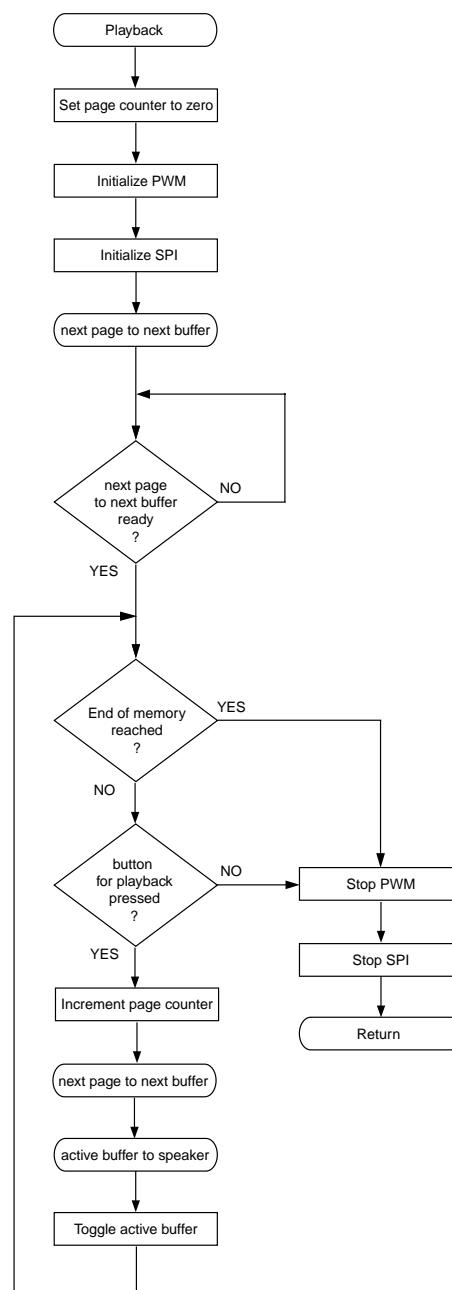 Playback
Set page counter to zero
Initialize PWM
Initialize SPI
next page to next buffer
next page
to next buffer
ready
?
NO
YES
End of memory
reached
?
YES
NO
button
for playback
pressed
?
NO
Stop PWM
YES
Stop SPI
Increment page counter
Return
next page to next buffer
active buffer to speaker
Toggle active buffer